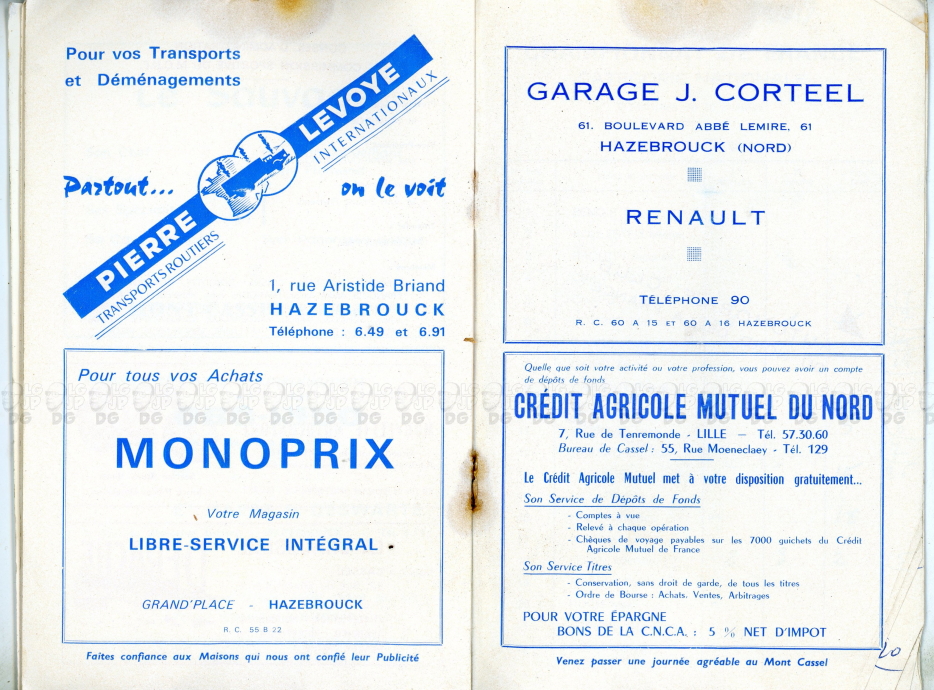 Pour vos Transports
et Déménagements
PIERRE LEVOYE
TRANSPORTS ROUTIERS INTERNATIONAUX
Partout... on le voit
1, rue Aristide Briand
HAZEBROUCK
Téléphone : 6.49 et 6.91
Pour tous vos Achats
MONOPRIX
Votre Magasin
LIBRE-SERVICE INTÉGRAL
GRAND'PLACE - HAZEBROUCK
R. C. 55 B 22
Faites confiance aux Maisons qui nous ont confié leur Publicité
GARAGE J. CORTEEL
61, BOULEVARD ABBÉ LEMIRE, 61
HAZEBROUCK (NORD)
RENAULT
TÉLÉPHONE 90
R. C. 60 A 15 ET 60 A 16 HAZEBROUCK
Quelle que soit votre activité ou votre profession, vous pouvez avoir un compte
de dépôts de fonds
CRÉDIT AGRICOLE MUTUEL DU NORD
7, Rue de Tenremonde - LILLE — Tél. 57.30.60
Bureau de Cassel : 55, Rue Moeneclaey - Tél. 129
Le Crédit Agricole Mutuel met à votre disposition gratuitement...
Son Service de Dépôts de Fonds
- Comptes à vue
- Relevé à chaque opération
- Chèques de voyage payables sur les 7000 guichets du Crédit
Agricole Mutuel de France
Son Service Titres
- Conservation, sans droit de garde, de tous les titres
- Ordre de Bourse : Achats, Ventes, Arbitrages
POUR VOTRE ÉPARGNE
BONS DE LA C.N.C.A. : 5 % NET D'IMPOT
Venez passer une journée agréable au Mont Cassel
20